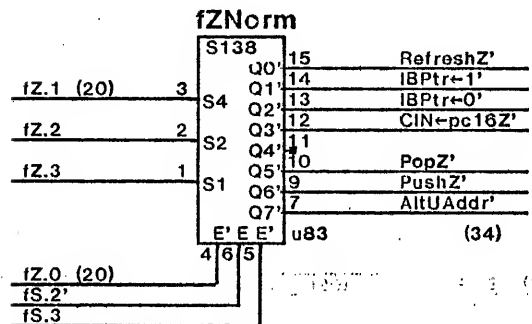 fZNorm
S138
Q0' 15 RefreshZ'
Q1' 14 IBPtr←1'
fZ.1 (20) 3 S4 Q2' 13 IBPtr←0'
Q3' 12 CIN←pc16Z'
fZ.2 2 S2 Q4' 11
Q5' 10 PopZ'
fZ.3 1 S1 Q6' 9 PushZ'
Q7' 7 AltUAddr'
E' E E' u83 (34)
4 6 5
fZ.0 (20)
fS.2'
fS.3